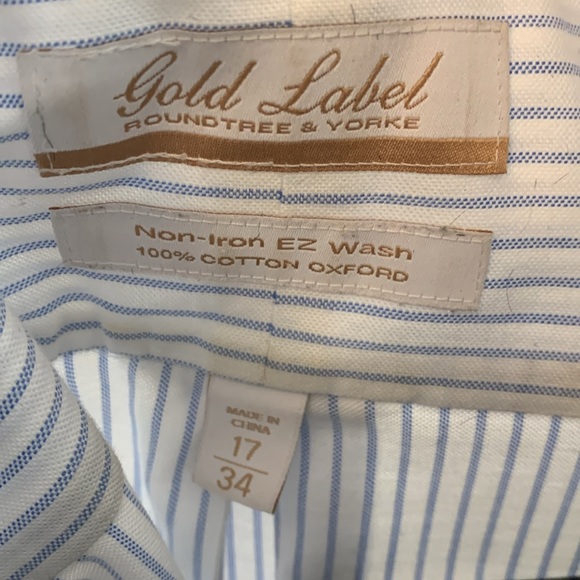 Gold Label
ROUNDTREE & YORKE
Non-Iron EZ Wash
100% COTTON OXFORD
MADE IN
CHINA
17
34